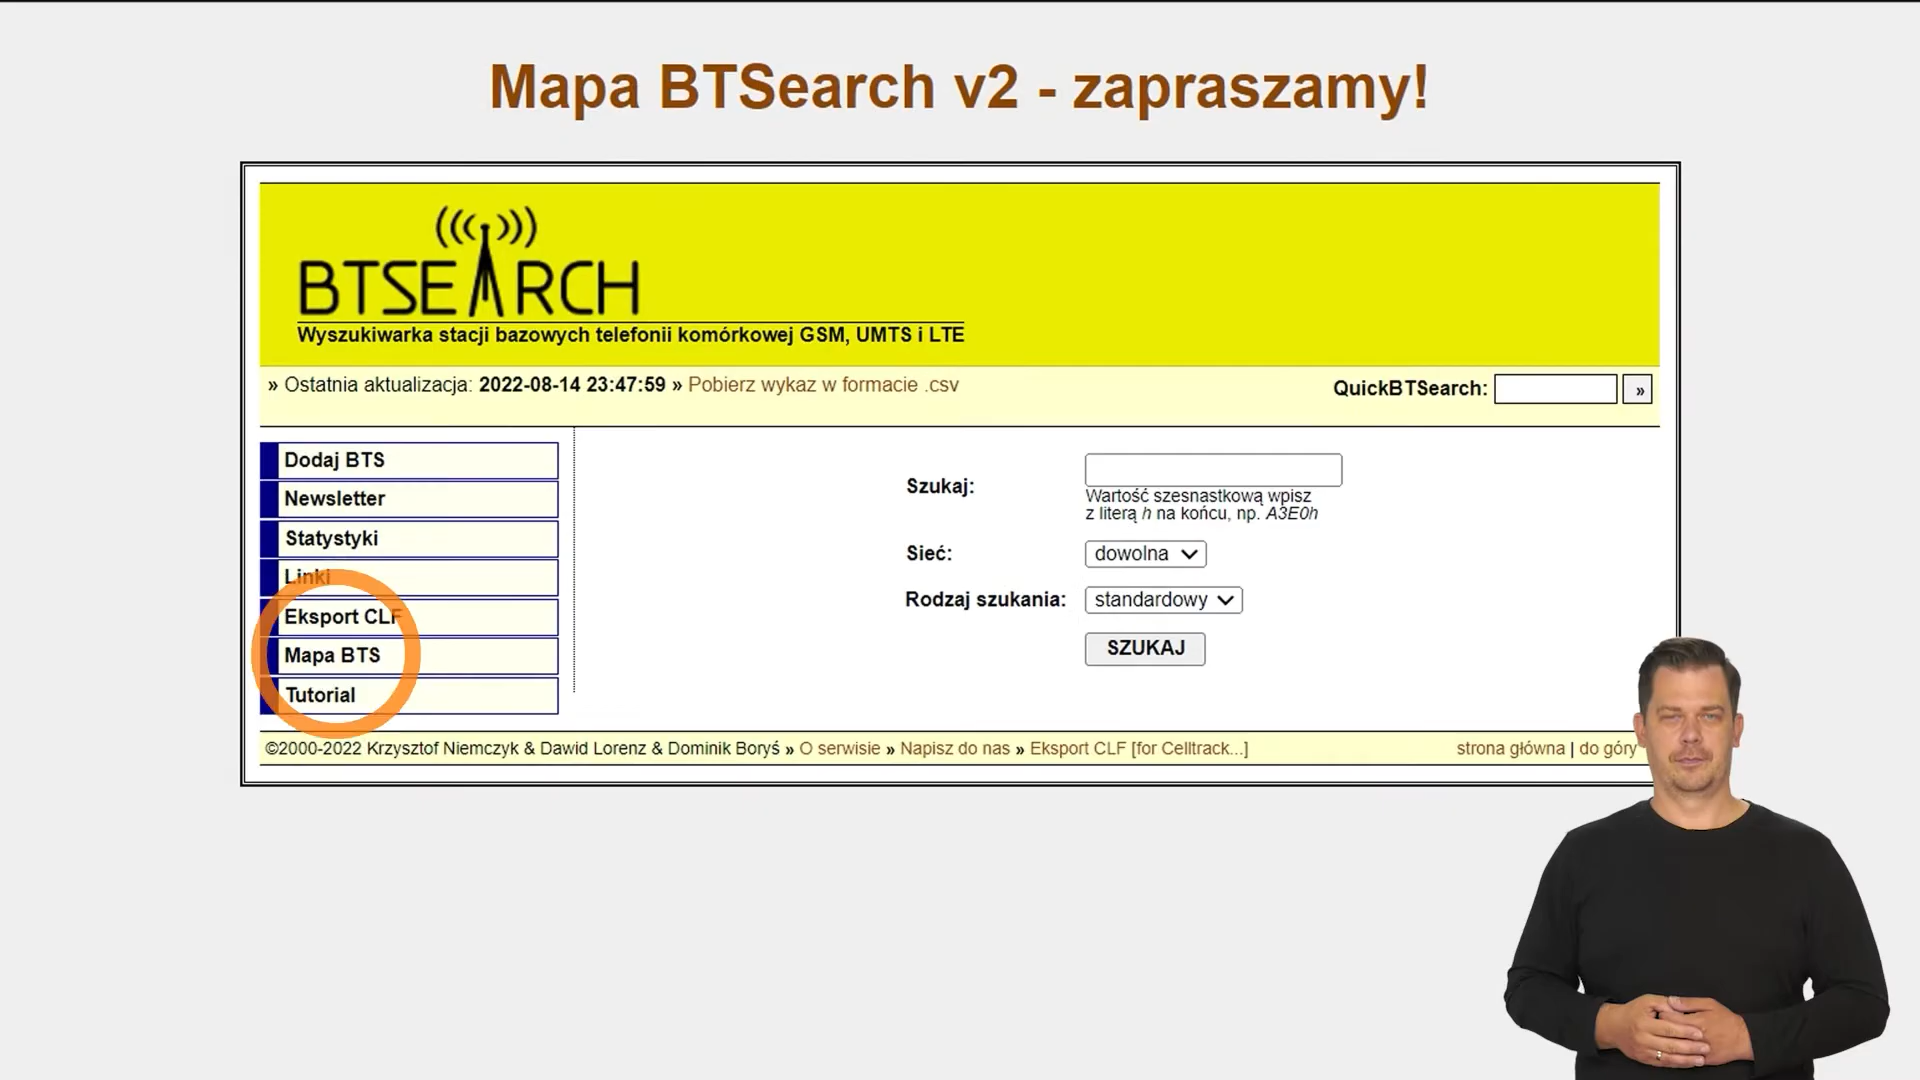 Mapa BTSearch v2 - zapraszamy!
BTSEARCH
Wyszukiwarka stacji bazowych telefonii komórkowej GSM, UMTS i LTE
» Ostatnia aktualizacja: 2022-08-14 23:47:59 » Pobierz wykaz w formacie .csv
QuickBTSearch: »
Dodaj BTS
Newsletter
Statystyki
Linki
Eksport CLF
Mapa BTS
Tutorial
Szukaj:
Wartość szesnastkową wpisz
z literą h na końcu, np. A3E0h
Sieć: dowolna
Rodzaj szukania: standardowy
SZUKAJ
©2000-2022 Krzysztof Niemczyk & Dawid Lorenz & Dominik Boryś » O serwisie » Napisz do nas » Eksport CLF [for Celltrack...]
strona główna | do góry